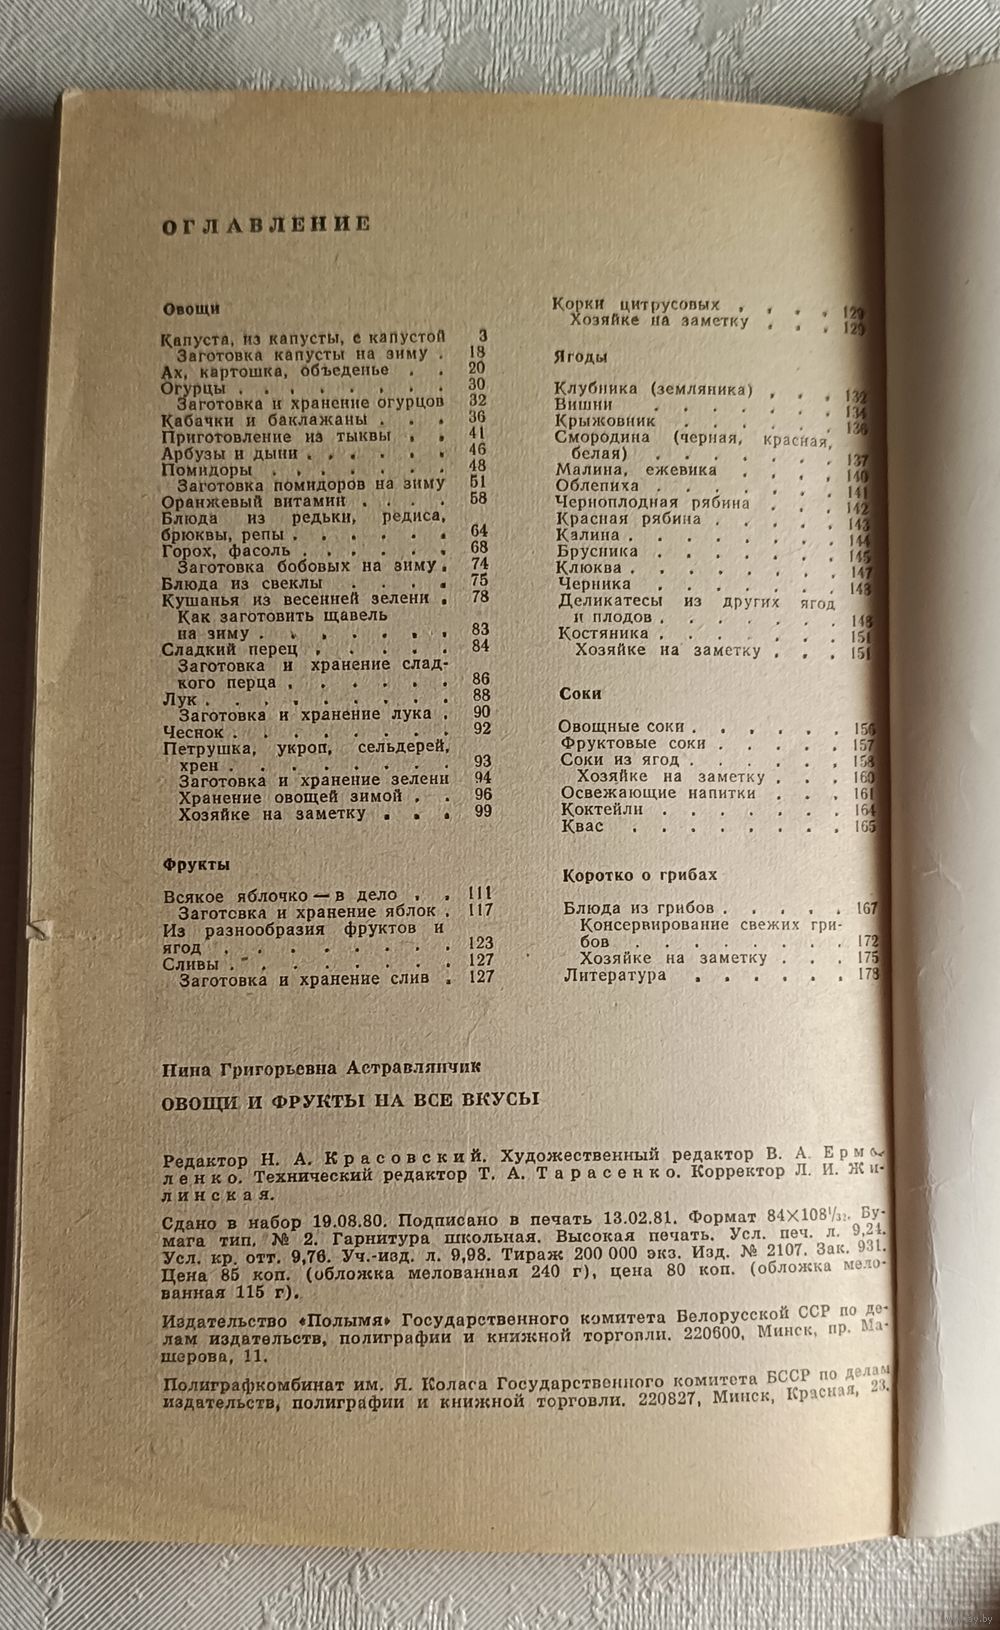 ОГЛАВЛЕНИЕ
Овощи
Капуста, из капусты, с капустой 3
Заготовка капусты на зиму . 18
Ах, картошка, объеденье . . 20
Огурцы . . . . . . . . 30
Заготовка и хранение огурцов 32
Кабачки и баклажаны . . . 36
Приготовление из тыквы . . 41
Арбузы и дыни . . . . . . 46
Помидоры . . . . . . . 48
Заготовка помидоров на зиму 51
Оранжевый витамин . . . . 58
Блюда из редьки, редиса,
брюквы, репы . . . . . . 64
Горох, фасоль . . . . . . 68
Заготовка бобовых на зиму . 74
Блюда из свеклы . . . . 75
Кушанья из весенней зелени . 78
Как заготовить щавель
на зиму . . . . . . . 83
Сладкий перец . . . . . 84
Заготовка и хранение слад-
кого перца . . . . . . 86
Лук . . . . . . . . . 88
Заготовка и хранение лука . 90
Чеснок . . . . . . . . 92
Петрушка, укроп, сельдерей,
хрен . . . . . . . . 93
Заготовка и хранение зелени 94
Хранение овощей зимой . . 96
Хозяйке на заметку . . . 99
Фрукты
Всякое яблочко — в дело . . 111
Заготовка и хранение яблок . 117
Из разнообразия фруктов и
ягод . . . . . . . . 123
Сливы . . . . . . . . 127
Заготовка и хранение слив . 127
Корки цитрусовых . . . . 129
Хозяйке на заметку . . . 129
Ягоды
Клубника (земляника) . . . 132
Вишни . . . . . . . 134
Крыжовник . . . . . . 136
Смородина (черная, красная,
белая) . . . . . . . 137
Малина, ежевика . . . . 140
Облепиха . . . . . . . 141
Черноплодная рябина . . . 142
Красная рябина . . . . . 143
Калина . . . . . . . . 144
Брусника . . . . . . . 145
Клюква . . . . . . . . 147
Черника . . . . . . . 148
Деликатесы из других ягод
и плодов . . . . . . . 148
Костяника . . . . . . . 151
Хозяйке на заметку . . . 151
Соки
Овощные соки . . . . . . 156
Фруктовые соки . . . . . 157
Соки из ягод . . . . . . 158
Хозяйке на заметку . . . 160
Освежающие напитки . . . 161
Коктейли . . . . . . . 164
Квас . . . . . . . . 165
Коротко о грибах
Блюда из грибов . . . . . 167
Консервирование свежих гри-
бов . . . . . . . . 172
Хозяйке на заметку . . . 175
Литература . . . . . . 178
Нина Григорьевна Астравлянчик
ОВОЩИ И ФРУКТЫ НА ВСЕ ВКУСЫ
Редактор Н. А. Красовский. Художественный редактор В. А. Ермо-
ленко. Технический редактор Т. А. Тарасенко. Корректор Л. И. Жи-
линская.
Сдано в набор 19.08.80. Подписано в печать 13.02.81. Формат 84×108¹/₃₂. Бу-
мага тип. № 2. Гарнитура школьная. Высокая печать. Усл. печ. л. 9,24.
Усл. кр. отт. 9,76. Уч.-изд. л. 9,98. Тираж 200 000 экз. Изд. № 2107. Зак. 931.
Цена 85 коп. (обложка мелованная 240 г), цена 80 коп. (обложка мело-
ванная 115 г).
Издательство «Полымя» Государственного комитета Белорусской ССР по де-
лам издательств, полиграфии и книжной торговли. 220600, Минск, пр. Ма-
шерова, 11.
Полиграфкомбинат им. Я. Коласа Государственного комитета БССР по делам
издательств, полиграфии и книжной торговли. 220827, Минск, Красная, 23.